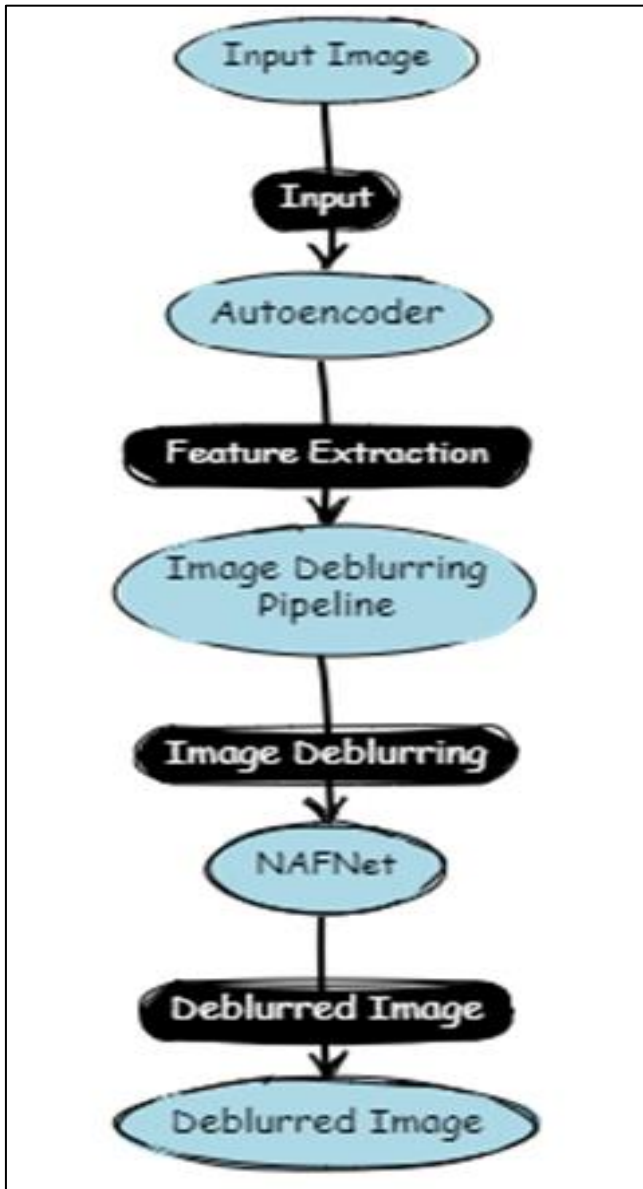 Input Image
Input
Autoencoder
Feature Extraction
Image Deblurring
Pipeline
Image Deblurring
NAFNet
Deblurred Image
Deblurred Image